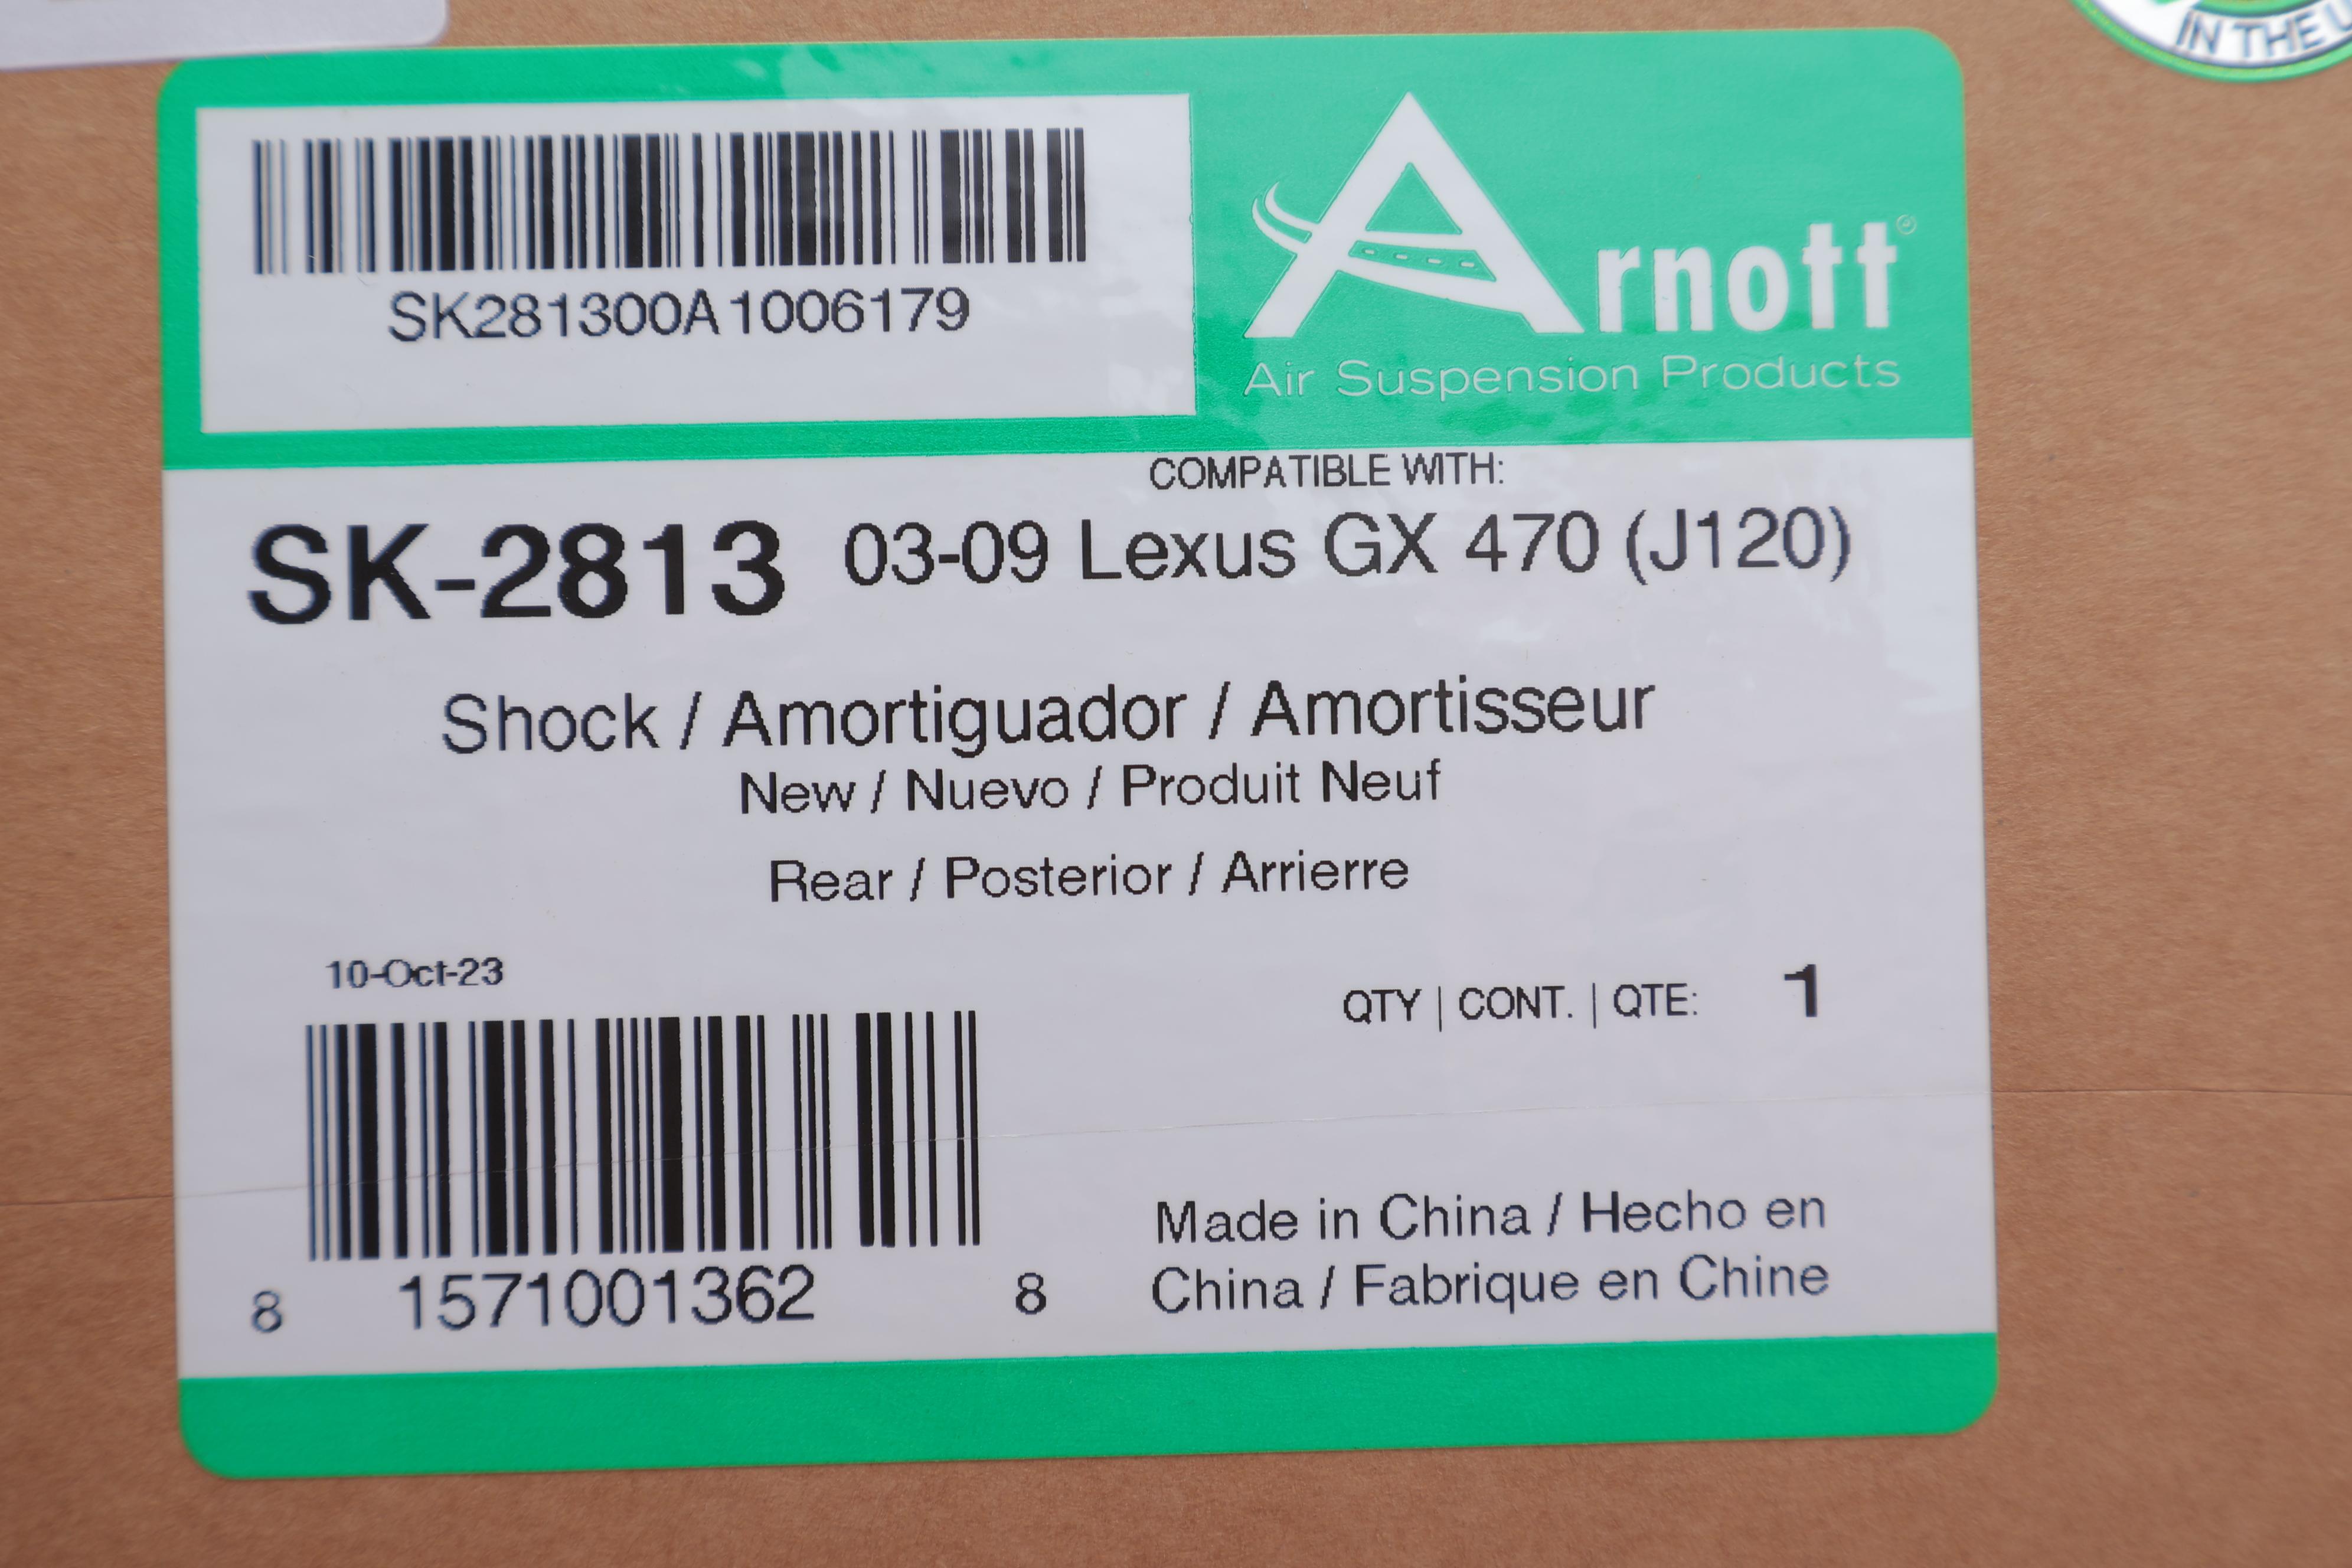 IN THE U
SK281300A1006179
Arnott®
Air Suspension Products
COMPATIBLE WITH:
SK-2813 03-09 Lexus GX 470 (J120)
Shock / Amortiguador / Amortisseur
New / Nuevo / Produit Neuf
Rear / Posterior / Arrierre
10-Oct-23
QTY | CONT. | QTE: 1
8 1571001362 8
Made in China / Hecho en
China / Fabrique en Chine